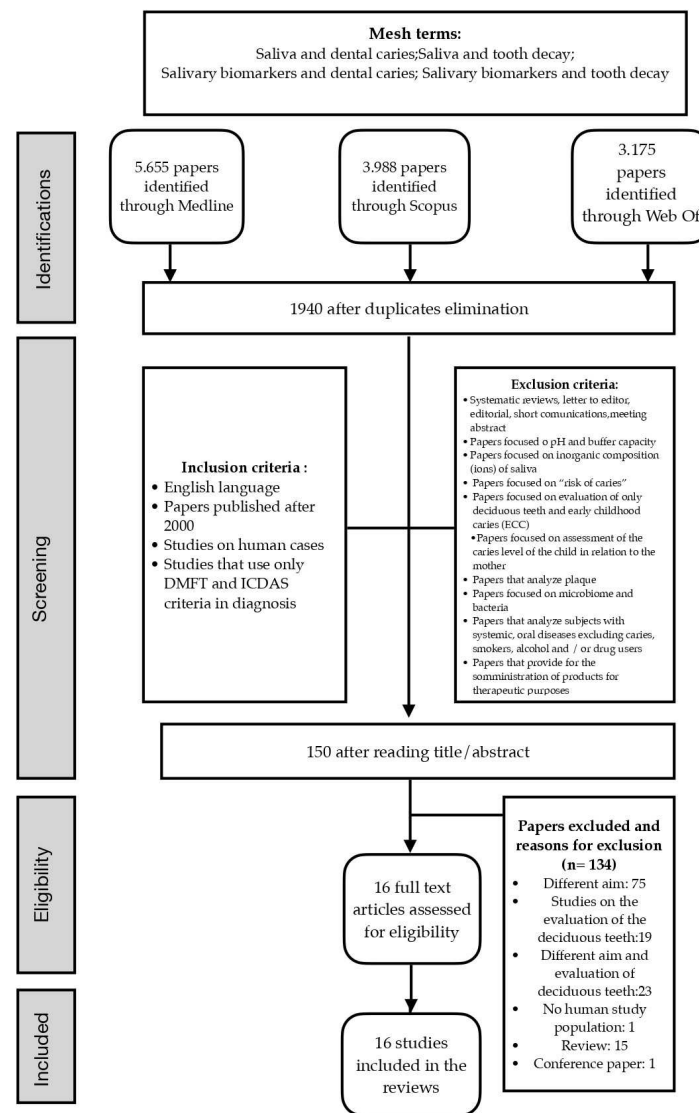 Mesh terms:
Saliva and dental caries;Saliva and tooth decay;
Salivary biomarkers and dental caries; Salivary biomarkers and tooth decay
Identifications
5.655 papers
identified
through Medline
3.988 papers
identified
through Scopus
3.175
papers
identified
through Web Of
1940 after duplicates elimination
Screening
Inclusion criteria :
• English language
• Papers published after
2000
• Studies on human cases
• Studies that use only
DMFT and ICDAS
criteria in diagnosis
Exclusion criteria:
• Systematic reviews, letter to editor,
editorial, short comunications,meeting
abstract
• Papers focused o pH and buffer capacity
• Papers focused on inorganic composition
(ions) of saliva
• Papers focused on "risk of caries"
• Papers focused on evaluation of only
deciduous teeth and early childhood
caries (ECC)
• Papers focused on assessment of the
caries level of the child in relation to the
mother
• Papers that analyze plaque
• Papers focused on microbiome and
bacteria
• Papers that analyze subjects with
systemic, oral diseases excluding caries,
smokers, alcohol and / or drug users
• Papers that provide for the
somministration of products for
therapeutic purposes
150 after reading title/abstract
Eligibility
16 full text
articles assessed
for eligibility
Papers excluded and
reasons for exclusion
(n= 134)
• Different aim: 75
• Studies on the
evaluation of the
deciduous teeth:19
• Different aim and
evaluation of
deciduous teeth:23
• No human study
population: 1
• Review: 15
• Conference paper: 1
Included
16 studies
included in the
reviews